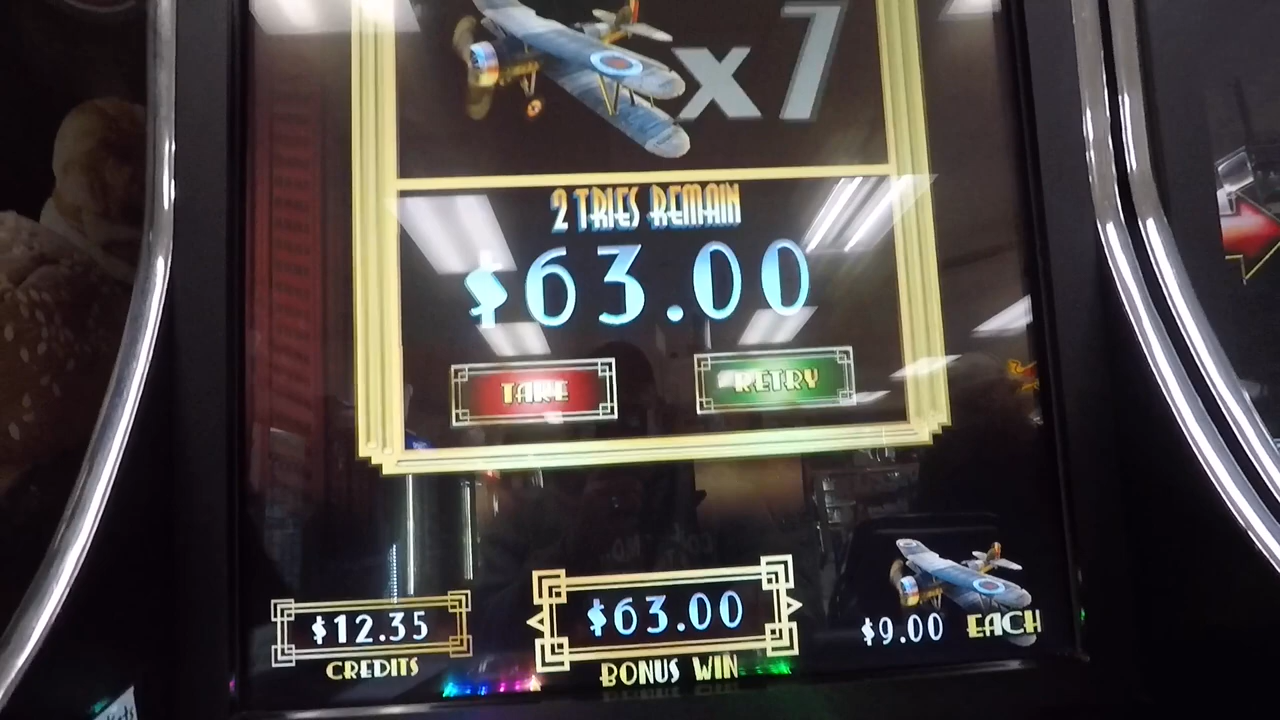 x7
2 TRIES REMAIN
$63.00
TAKE
RETRY
$12.35
CREDITS
$63.00
BONUS WIN
$9.00 EACH